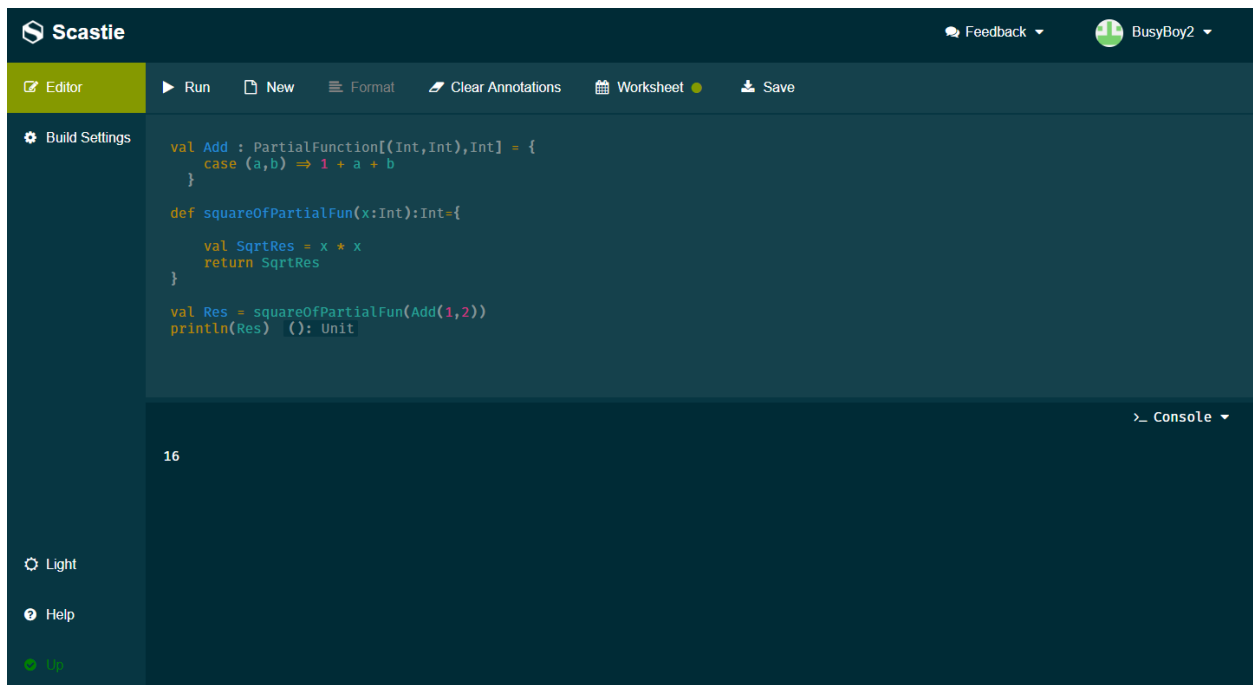 Scastie
Feedback
BusyBoy2
Editor
Run
New
Format
Clear Annotations
Worksheet
Save
Build Settings
val Add : PartialFunction[(Int,Int),Int] = {
case (a,b) ⇒ 1 + a + b
}
def squareOfPartialFun(x:Int):Int={
val SqrtRes = x * x
return SqrtRes
}
val Res = squareOfPartialFun(Add(1,2))
println(Res) (): Unit
>_ Console
16
Light
Help
Up